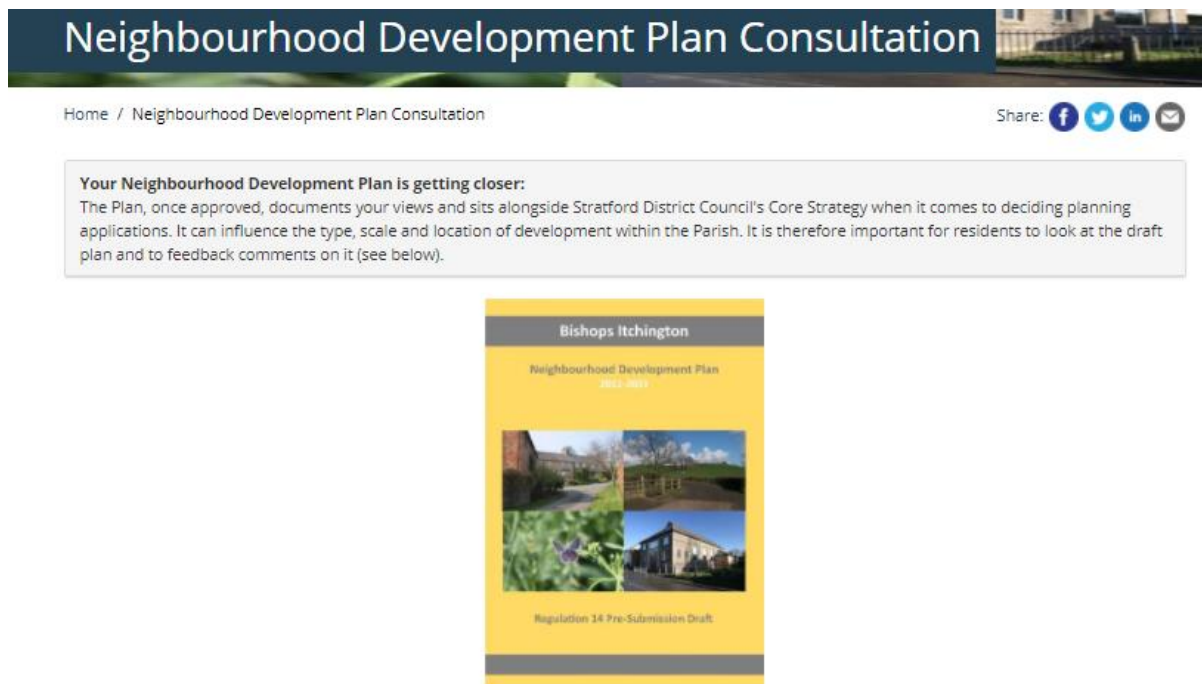 Neighbourhood Development Plan Consultation
Home / Neighbourhood Development Plan Consultation
Share:
Your Neighbourhood Development Plan is getting closer:
The Plan, once approved, documents your views and sits alongside Stratford District Council's Core Strategy when it comes to deciding planning
applications. It can influence the type, scale and location of development within the Parish. It is therefore important for residents to look at the draft
plan and to feedback comments on it (see below).
Bishops Itchington
Neighbourhood Development Plan
Regulation 14 Pre-Submission Draft